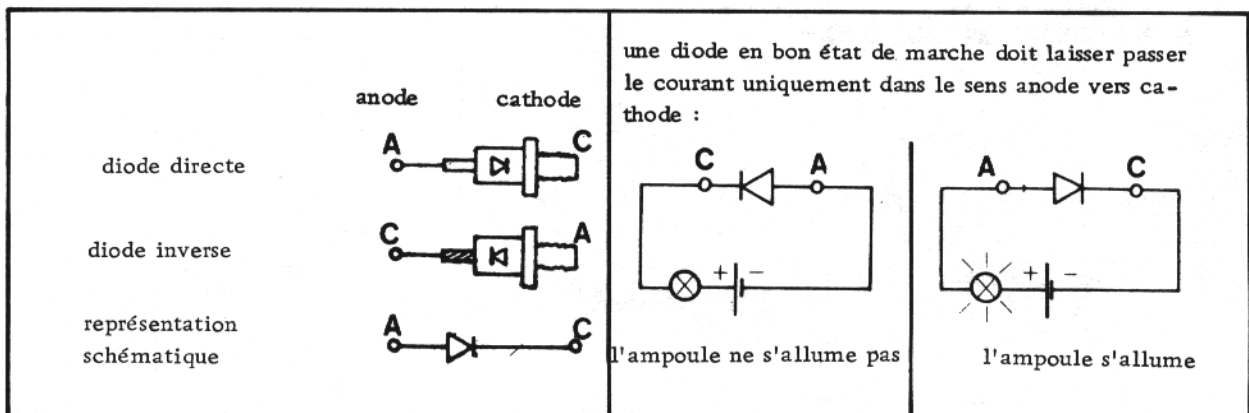 anode cathode
A C
diode directe
C A
diode inverse
représentation
schématique
A C
une diode en bon état de marche doit laisser passer
le courant uniquement dans le sens anode vers ca-
thode :
C A
+ -
l'ampoule ne s'allume pas
A C
+ -
l'ampoule s'allume